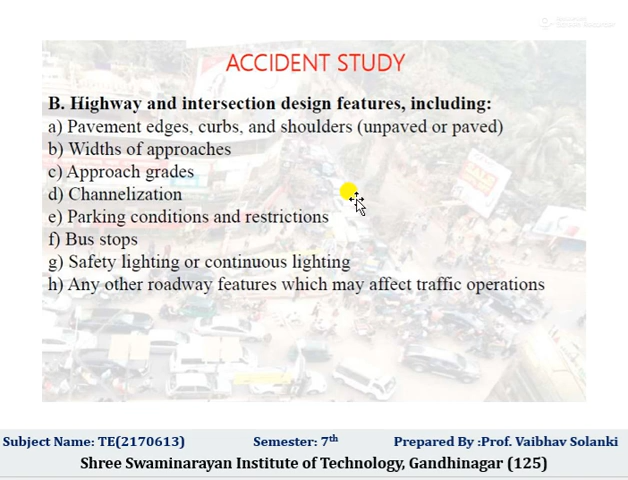 ACCIDENT STUDY
B. Highway and intersection design features, including:
a) Pavement edges, curbs, and shoulders (unpaved or paved)
b) Widths of approaches
c) Approach grades
d) Channelization
e) Parking conditions and restrictions
f) Bus stops
g) Safety lighting or continuous lighting
h) Any other roadway features which may affect traffic operations
Subject Name: TE(2170613) Semester: 7th Prepared By :Prof. Vaibhav Solanki
Shree Swaminarayan Institute of Technology, Gandhinagar (125)